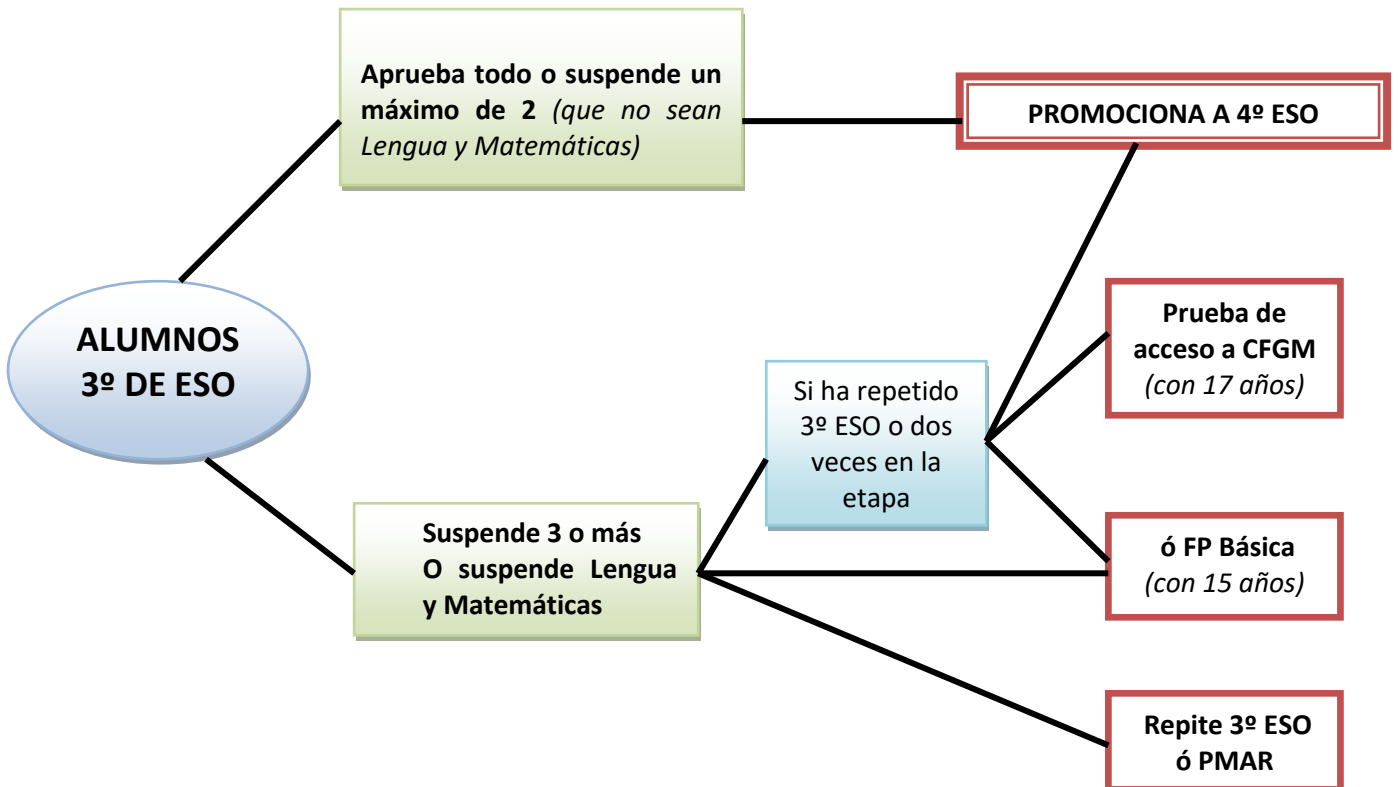 Aprueba todo o suspende un
máximo de 2 (que no sean
Lengua y Matemáticas)
PROMOCIONA A 4º ESO
ALUMNOS
3º DE ESO
Prueba de
acceso a CFGM
(con 17 años)
Si ha repetido
3º ESO o dos
veces en la
etapa
Suspende 3 o más
O suspende Lengua
y Matemáticas
ó FP Básica
(con 15 años)
Repite 3º ESO
ó PMAR